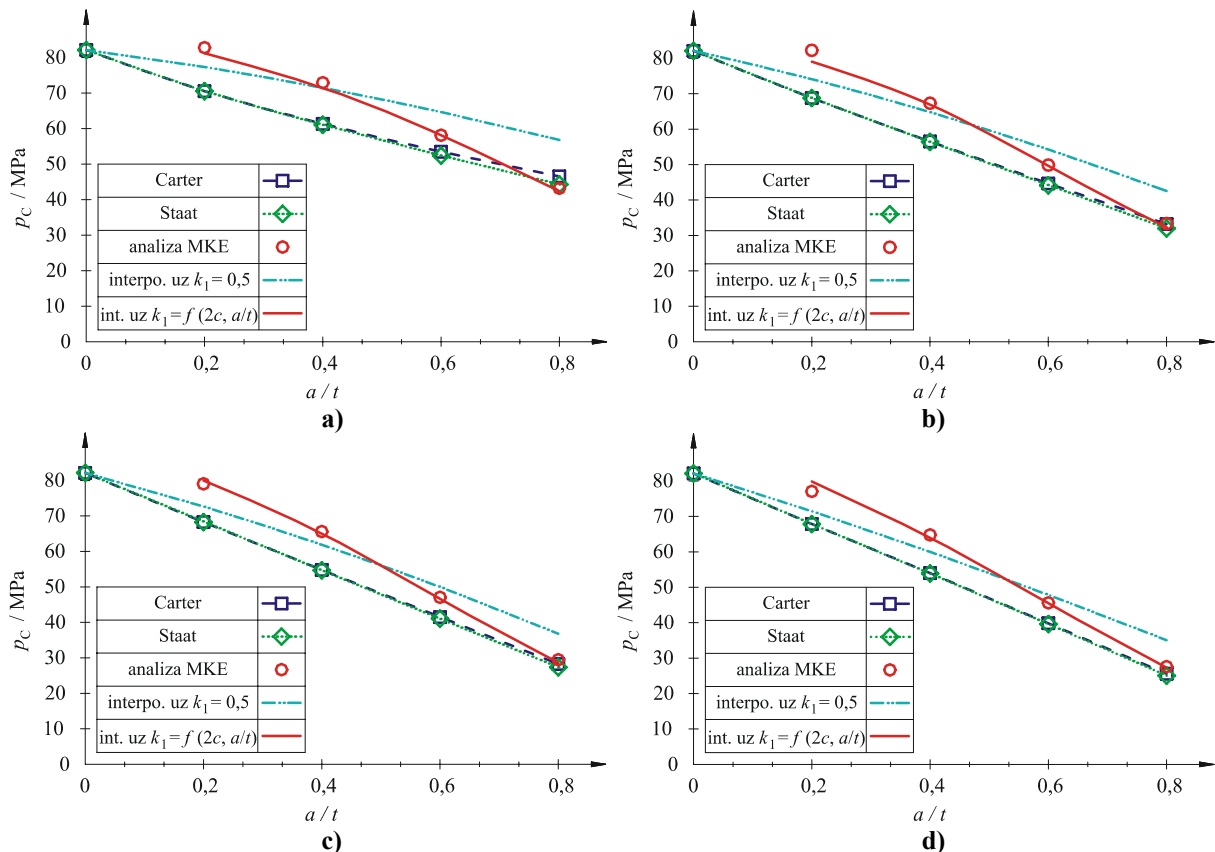 80
70
60
50
40
30
20
10
0
p_C / MPa
Carter
Staat
analiza MKE
interpo. uz k_1 = 0,5
int. uz k_1 = f (2c, a/t)
0 0,2 0,4 0,6 0,8
a / t
a)
80
70
60
50
40
30
20
10
0
p_C / MPa
Carter
Staat
analiza MKE
interpo. uz k_1 = 0,5
int. uz k_1 = f (2c, a/t)
0 0,2 0,4 0,6 0,8
a / t
b)
80
70
60
50
40
30
20
10
0
p_C / MPa
Carter
Staat
analiza MKE
interpo. uz k_1 = 0,5
int. uz k_1 = f (2c, a/t)
0 0,2 0,4 0,6 0,8
a / t
c)
80
70
60
50
40
30
20
10
0
p_C / MPa
Carter
Staat
analiza MKE
interpo. uz k_1 = 0,5
int. uz k_1 = f (2c, a/t)
0 0,2 0,4 0,6 0,8
a / t
d)